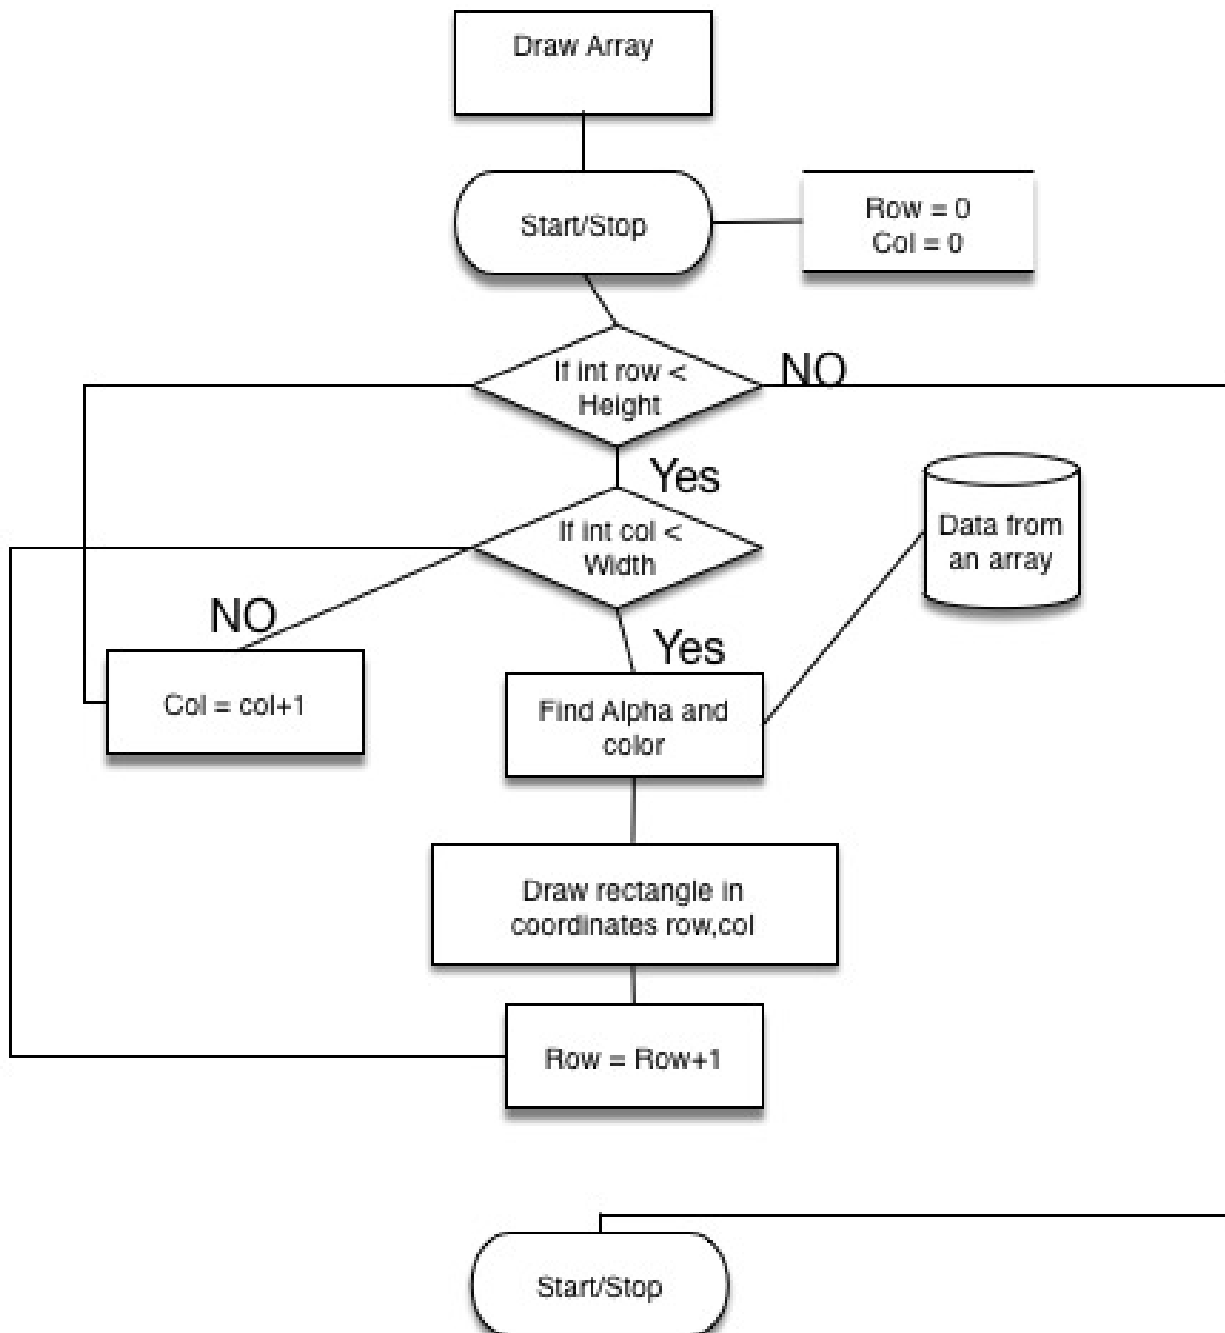 Draw Array
Start/Stop
Row = 0
Col = 0
If int row <
Height
NO
Yes
If int col <
Width
Data from
an array
NO
Yes
Col = col+1
Find Alpha and
color
Draw rectangle in
coordinates row,col
Row = Row+1
Start/Stop